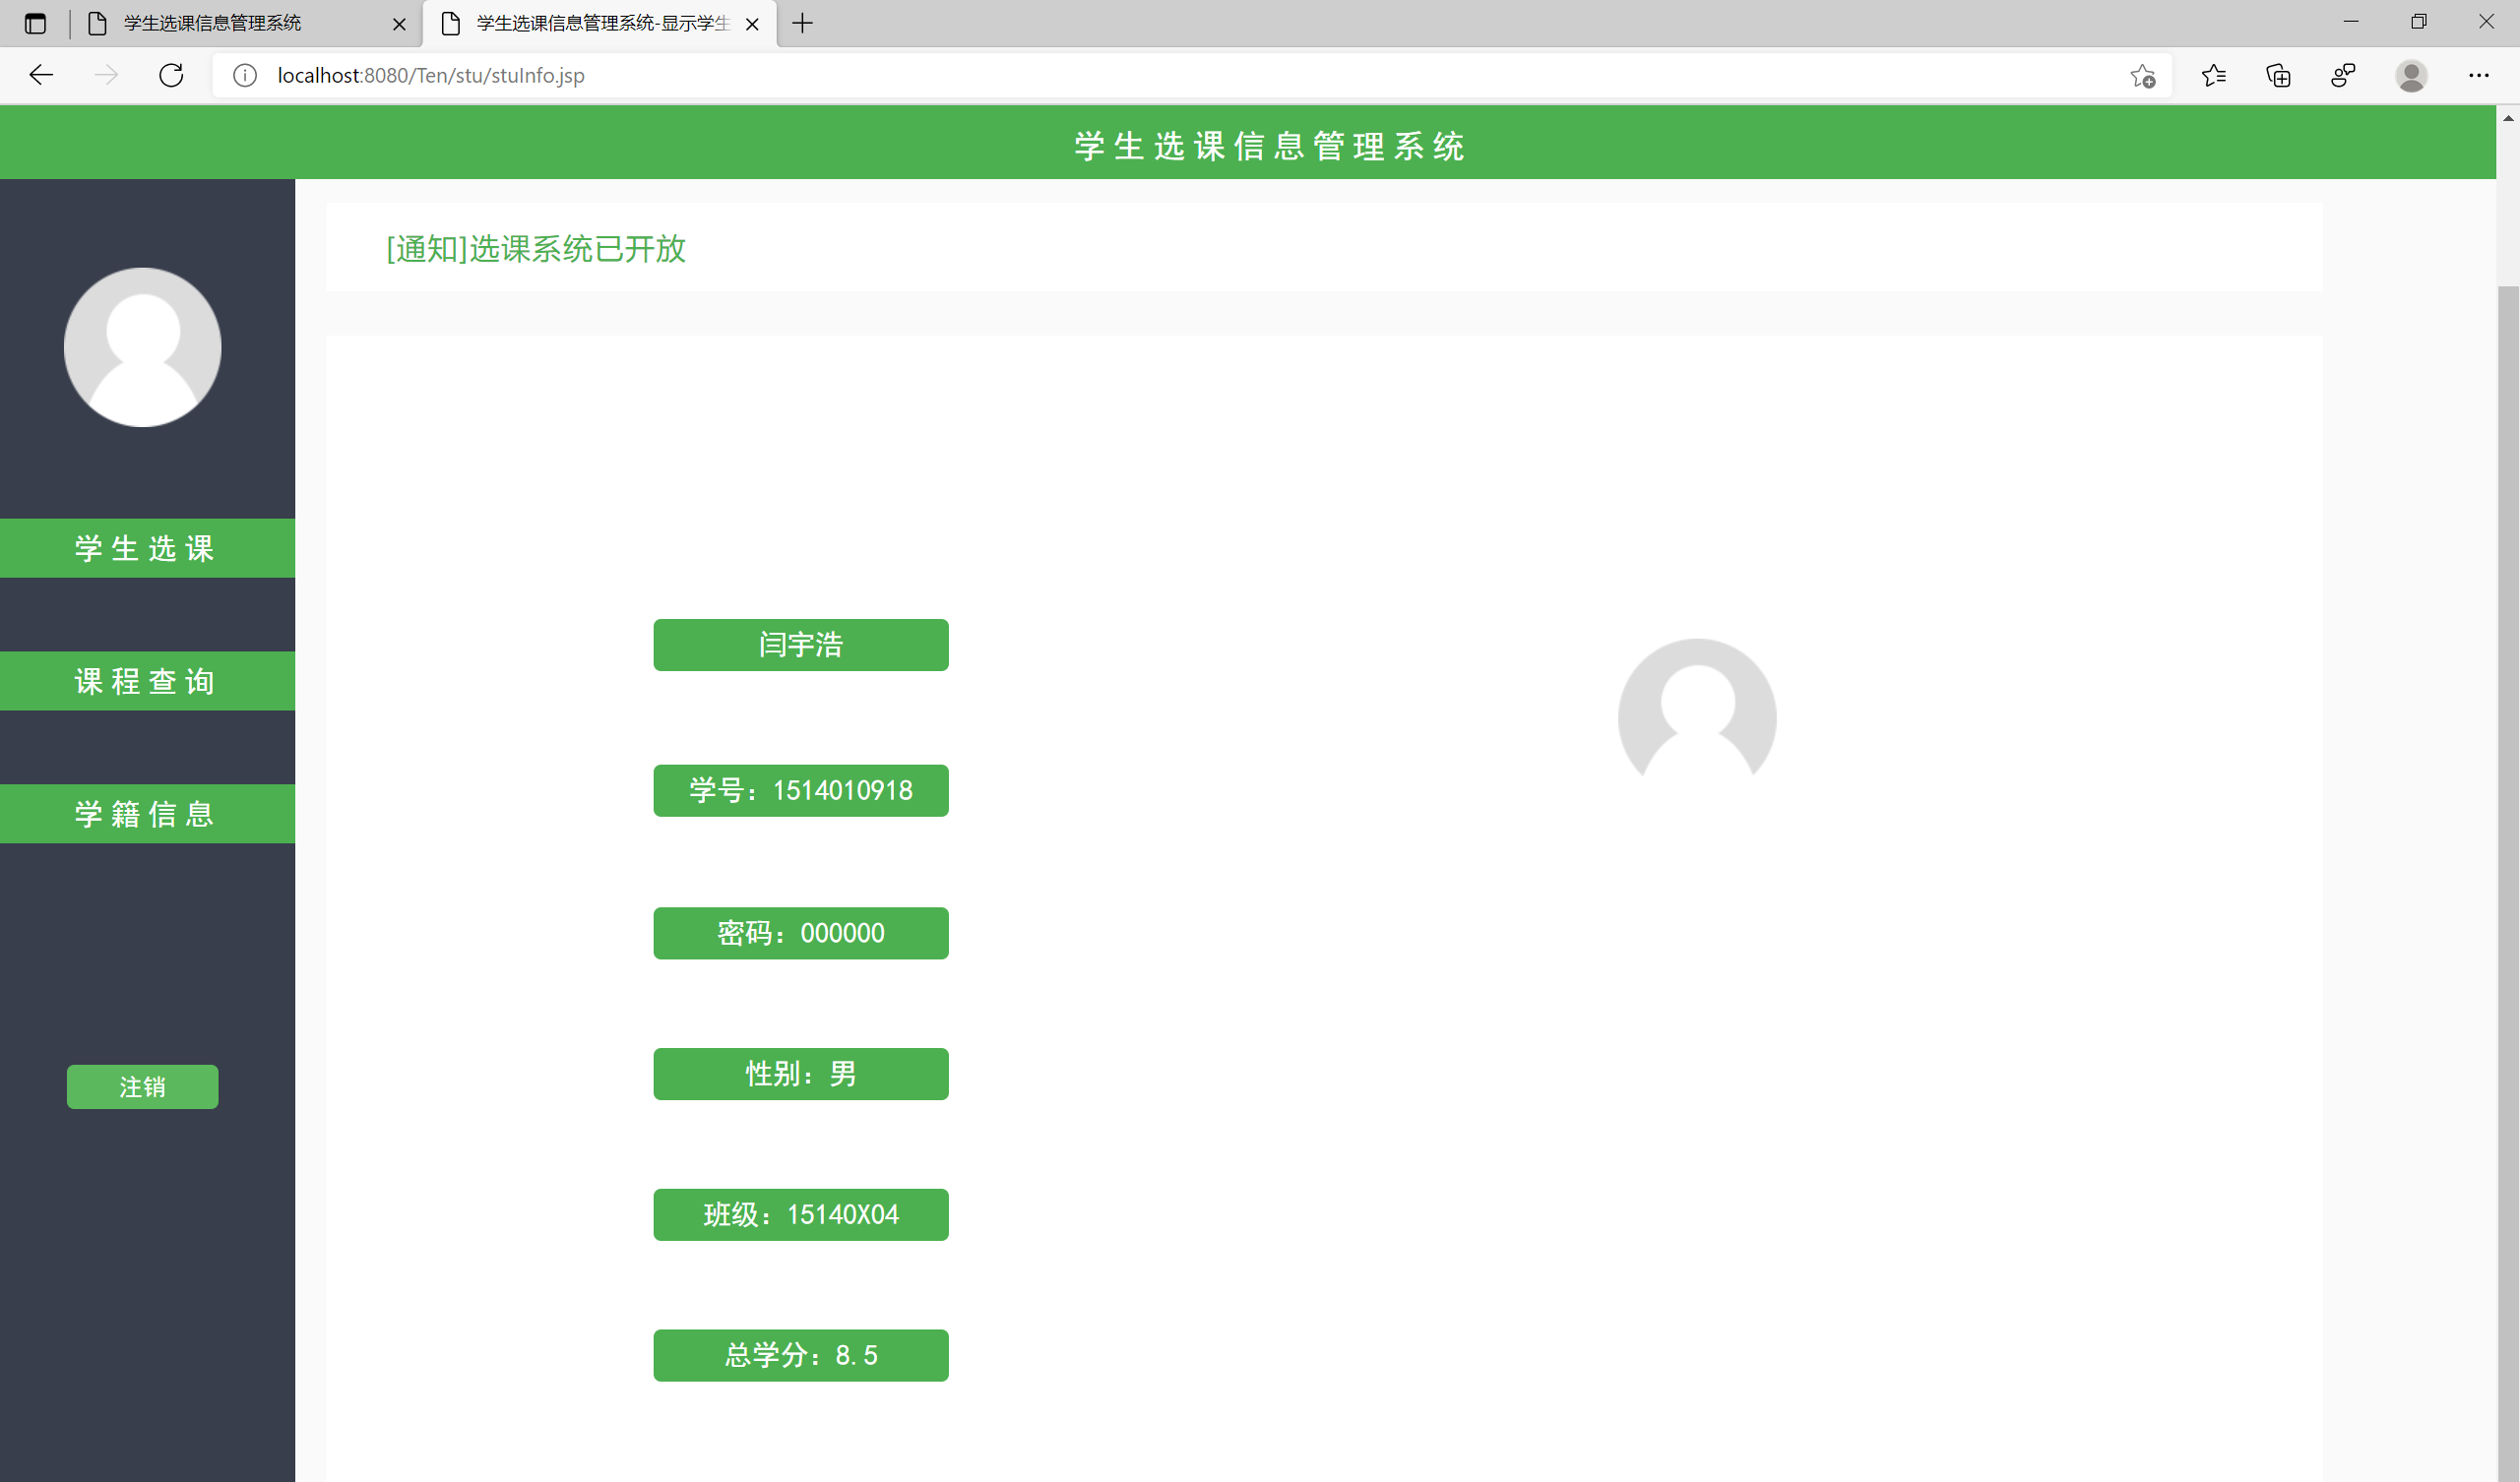 学生选课信息管理系统
学生选课信息管理系统-显示学生
localhost:8080/Ten/stu/stuInfo.jsp
学生选课信息管理系统
[通知]选课系统已开放
学生选课
课程查询
学籍信息
注销
闫宇浩
学号：1514010918
密码：000000
性别：男
班级：15140X04
总学分：8.5